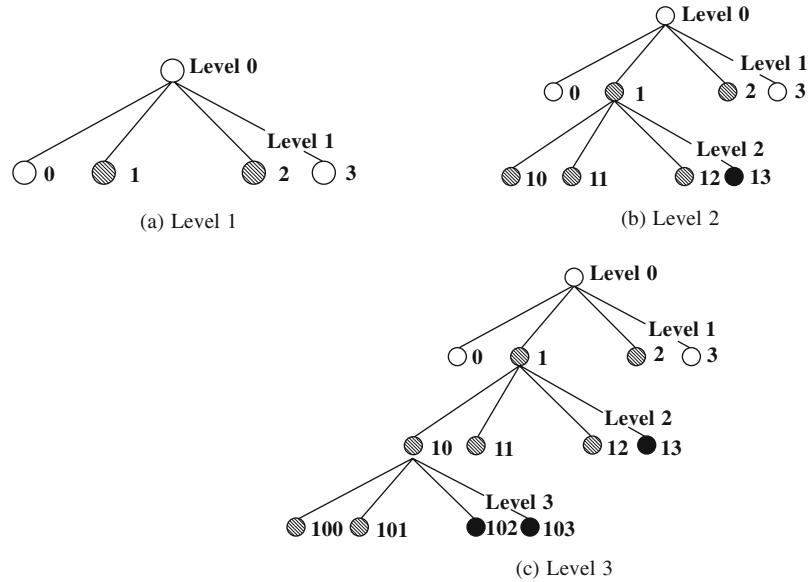 Level 0
Level 1
0 1 2 3
(a) Level 1
Level 0
Level 1
0 1 2 3
Level 2
10 11 12 13
(b) Level 2
Level 0
Level 1
0 1 2 3
Level 2
10 11 12 13
Level 3
100 101 102 103
(c) Level 3